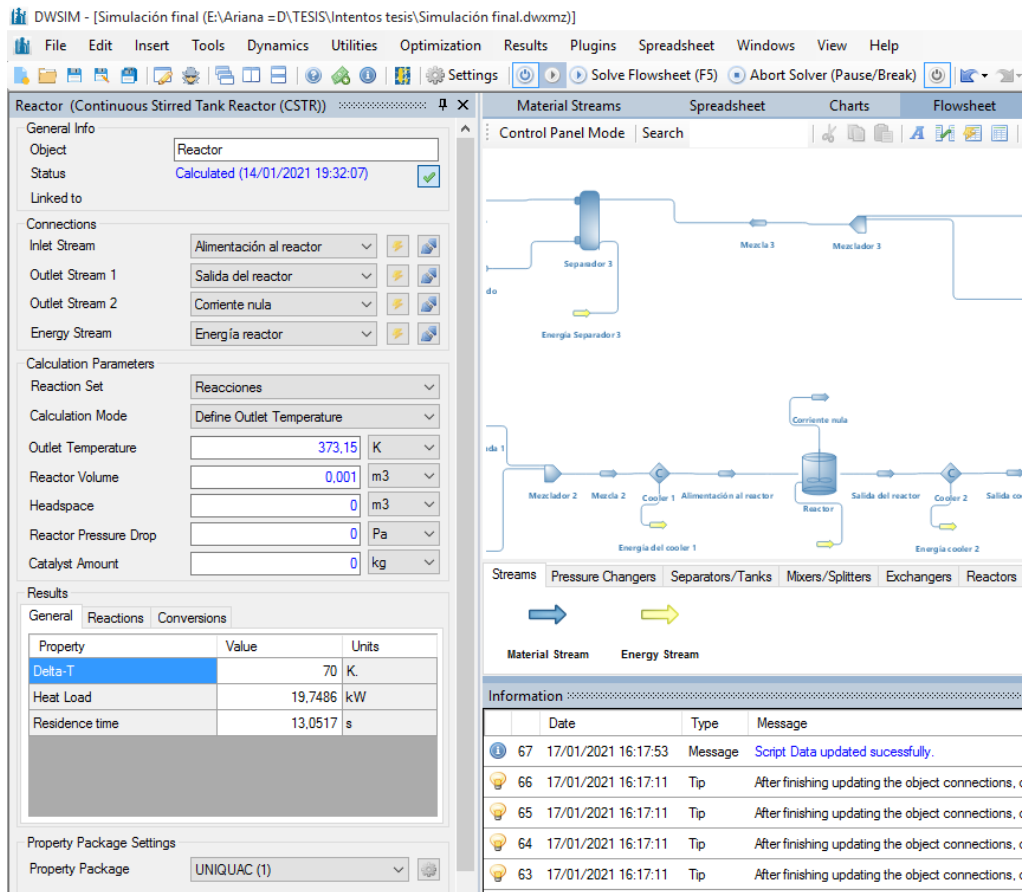 DWSIM - [Simulación final (E:\Ariana =D\TESIS\Intentos tesis\Simulación final.dwxmz)]
File Edit Insert Tools Dynamics Utilities Optimization Results Plugins Spreadsheet Windows View Help
Settings Solve Flowsheet (F5) Abort Solver (Pause/Break)
Reactor (Continuous Stirred Tank Reactor (CSTR))
General Info
Object Reactor
Status Calculated (14/01/2021 19:32:07)
Linked to
Connections
Inlet Stream Alimentación al reactor
Outlet Stream 1 Salida del reactor
Outlet Stream 2 Corriente nula
Energy Stream Energía reactor
Calculation Parameters
Reaction Set Reacciones
Calculation Mode Define Outlet Temperature
Outlet Temperature 373,15 K
Reactor Volume 0,001 m3
Headspace 0 m3
Reactor Pressure Drop 0 Pa
Catalyst Amount 0 kg
Results
General Reactions Conversions
Property Value Units
Delta-T 70 K.
Heat Load 19,7486 kW
Residence time 13,0517 s
Property Package Settings
Property Package UNIQUAC (1)
Material Streams Spreadsheet Charts Flowsheet
Control Panel Mode Search
Separador 3
Mezcla 3
Mezclador 3
do
Energía Separador 3
Corriente nula
da 1
Mezclador 2
Mezcla 2
Cooler 1
Alimentación al reactor
Reactor
Salida del reactor
Cooler 2
Salida co
Energía del cooler 1
Energía cooler 2
Streams Pressure Changers Separators/Tanks Mixers/Splitters Exchangers Reactors
Material Stream Energy Stream
Information
Date Type Message
67 17/01/2021 16:17:53 Message Script Data updated sucessfully.
66 17/01/2021 16:17:11 Tip After finishing updating the object connections,
65 17/01/2021 16:17:11 Tip After finishing updating the object connections,
64 17/01/2021 16:17:11 Tip After finishing updating the object connections,
63 17/01/2021 16:17:11 Tip After finishing updating the object connections,